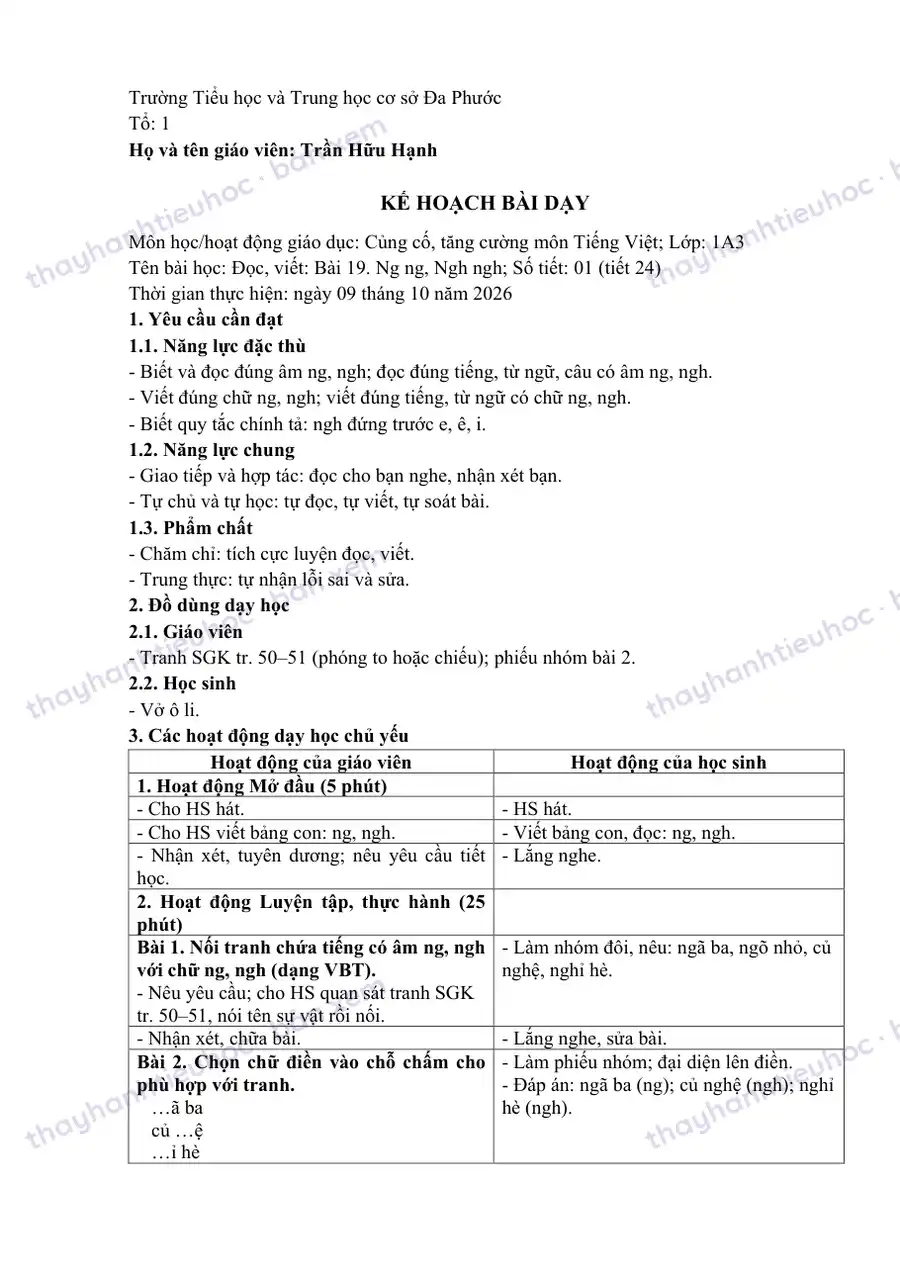 Trường Tiểu học và Trung học cơ sở Đa Phước
Tổ: 1
Họ và tên giáo viên: Trần Hữu Hạnh
KẾ HOẠCH BÀI DẠY
Môn học/hoạt động giáo dục: Củng cố, tăng cường môn Tiếng Việt; Lớp: 1A3
Tên bài học: Đọc, viết: Bài 19. Ng ng, Ngh ngh; Số tiết: 01 (tiết 24)
Thời gian thực hiện: ngày 09 tháng 10 năm 2026
1. Yêu cầu cần đạt
1.1. Năng lực đặc thù
- Biết và đọc đúng âm ng, ngh; đọc đúng tiếng, từ ngữ, câu có âm ng, ngh.
- Viết đúng chữ ng, ngh; viết đúng tiếng, từ ngữ có chữ ng, ngh.
- Biết quy tắc chính tả: ngh đứng trước e, ê, i.
1.2. Năng lực chung
- Giao tiếp và hợp tác: đọc cho bạn nghe, nhận xét bạn.
- Tự chủ và tự học: tự đọc, tự viết, tự soát bài.
1.3. Phẩm chất
- Chăm chỉ: tích cực luyện đọc, viết.
- Trung thực: tự nhận lỗi sai và sửa.
2. Đồ dùng dạy học
2.1. Giáo viên
- Tranh SGK tr. 50–51 (phóng to hoặc chiếu); phiếu nhóm bài 2.
2.2. Học sinh
- Vở ô li.
3. Các hoạt động dạy học chủ yếu
Hoạt động của giáo viên
Hoạt động của học sinh
1. Hoạt động Mở đầu (5 phút)
- Cho HS hát.
- HS hát.
- Cho HS viết bảng con: ng, ngh.
- Viết bảng con, đọc: ng, ngh.
- Nhận xét, tuyên dương; nêu yêu cầu tiết
học.
- Lắng nghe.
2. Hoạt động Luyện tập, thực hành (25
phút)
Bài 1. Nối tranh chứa tiếng có âm ng, ngh
với chữ ng, ngh (dạng VBT).
- Nêu yêu cầu; cho HS quan sát tranh SGK
tr. 50–51, nói tên sự vật rồi nối.
- Làm nhóm đôi, nêu: ngã ba, ngõ nhỏ, củ
nghệ, nghỉ hè.
- Nhận xét, chữa bài.
- Lắng nghe, sửa bài.
Bài 2. Chọn chữ điền vào chỗ chấm cho
phù hợp với tranh.
…ã ba
củ …ệ
…ỉ hè
- Làm phiếu nhóm; đại diện lên điền.
- Đáp án: ngã ba (ng); củ nghệ (ngh); nghỉ
hè (ngh).
thayhanhtieuhoc · bản xem
thayhanhtieuhoc · b
thayhanhtieuhoc · bản xem
thayhanhtieuhoc · b
thayhanhtieuhoc · bản xem
thayhanhtieuhoc · b